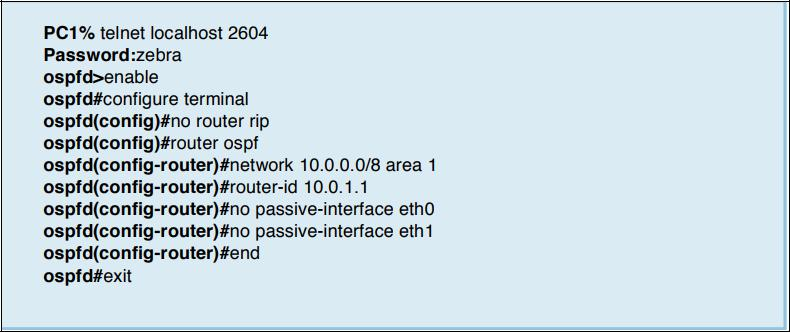 PC1% telnet localhost 2604
Password:zebra
ospfd>enable
ospfd#configure terminal
ospfd(config)#no router rip
ospfd(config)#router ospf
ospfd(config-router)#network 10.0.0.0/8 area 1
ospfd(config-router)#router-id 10.0.1.1
ospfd(config-router)#no passive-interface eth0
ospfd(config-router)#no passive-interface eth1
ospfd(config-router)#end
ospfd#exit